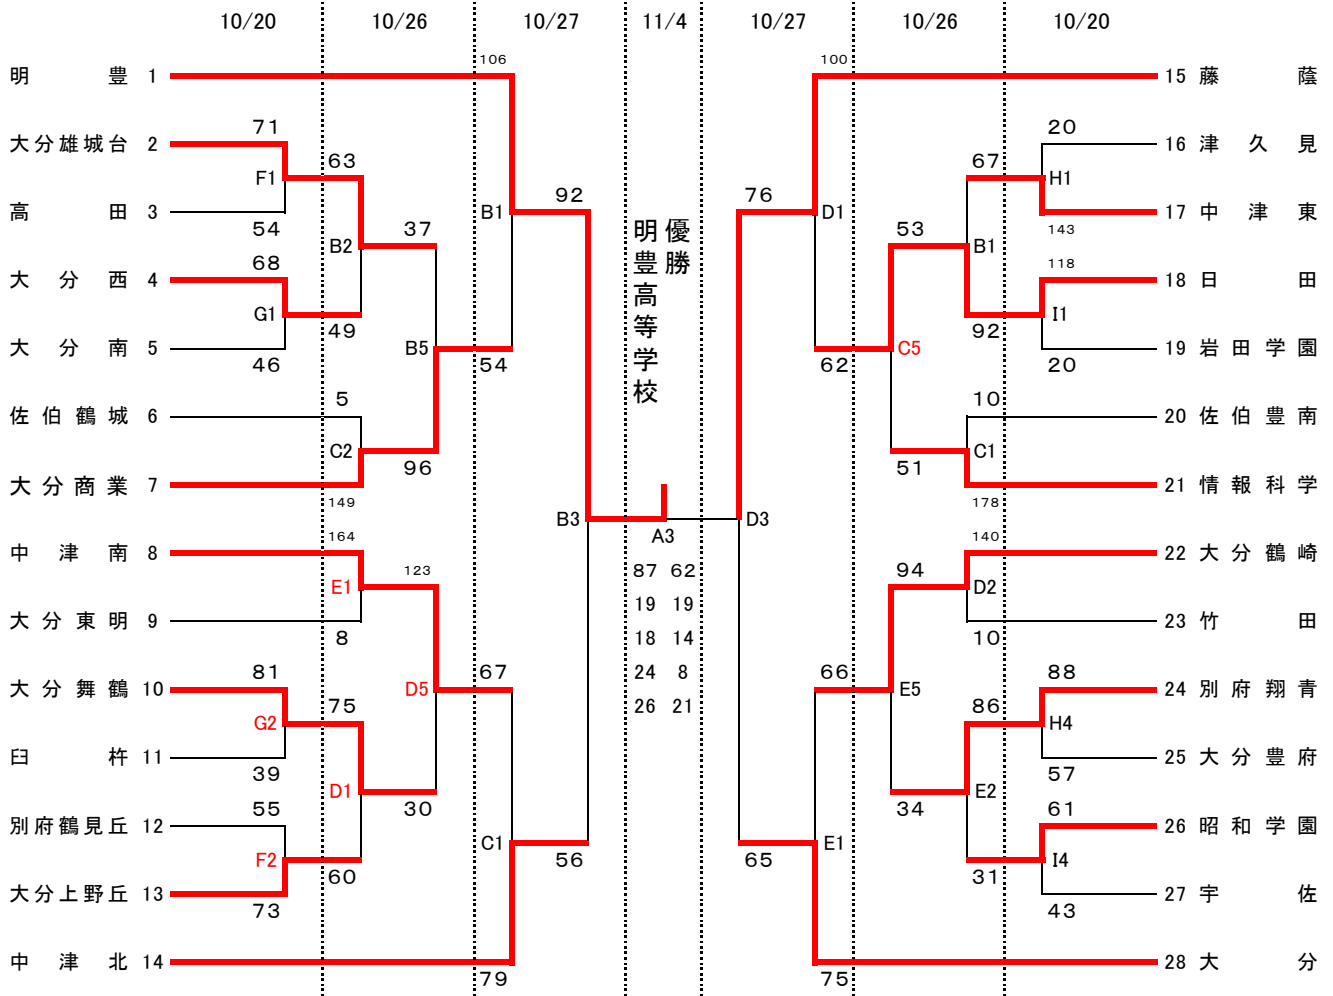 10/20 10/26 10/27 11/4 10/27 10/26 10/20
106 100
明豊 1 15 藤蔭
71 20
大分雄城台 2 16 津久見
63 67
F1 H1
92 76
高田 3 B1 D1 17 中津東
54 37 53 143
B2 B1
68 118
大分西 4 18 日田
G1 I1
49 92
大分南 5 B5 C5 19 岩田学園
46 54 62 20
5 10
佐伯鶴城 6 20 佐伯豊南
C2 C1
96 51
大分商業 7 21 情報科学
149 178
優勝
明豊高等学校
B3 D3
A3
164 140
中津南 8 22 大分鶴崎
123 94
87 62
E1 D2
19 19
大分東明 9 23 竹田
8 18 14 10
81 67 24 8 66 88
大分舞鶴 10 D5 E5 24 別府翔青
75 26 21 86
G2 H4
臼杵 11 25 大分豊府
39 57
D1 E2
55 30 34 61
別府鶴見丘 12 26 昭和学園
C1 E1
F2 56 65 I4
60 31
大分上野丘 13 27 宇佐
73 43
中津北 14 28 大分
79 75